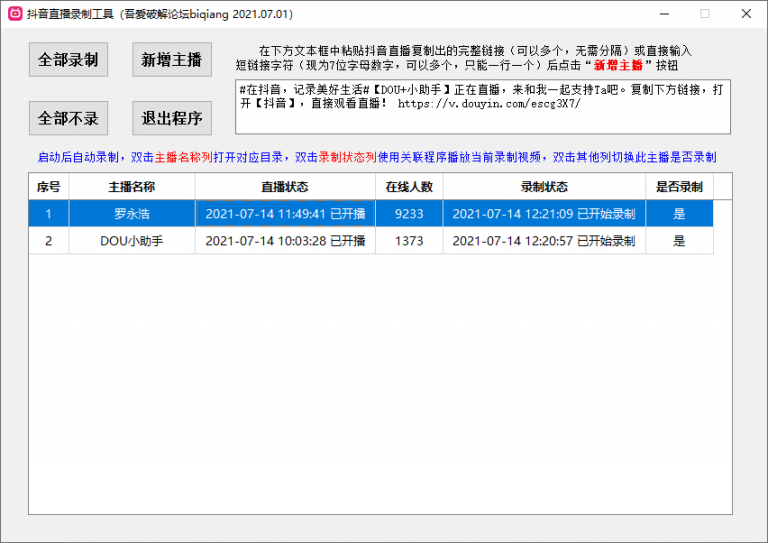 抖音直播录制工具（吾爱破解论坛biqiang 2021.07.01）
全部录制 新增主播
全部不录 退出程序
在下方文本框中粘贴抖音直播复制出的完整链接（可以多个，无需分隔）或直接输入
短链接字符（现为7位字母数字，可以多个，只能一行一个）后点击“新增主播”按钮
#在抖音，记录美好生活#【DOU+小助手】正在直播，来和我一起支持Ta吧。复制下方链接，打
开【抖音】，直接观看直播！ https://v.douyin.com/escg3X7/
启动后自动录制，双击主播名称列打开对应目录，双击录制状态列使用关联程序播放当前录制视频，双击其他列切换此主播是否录制
序号 主播名称 直播状态 在线人数 录制状态 是否录制
1 罗永浩 2021-07-14 11:49:41 已开播 9233 2021-07-14 12:21:09 已开始录制 是
2 DOU小助手 2021-07-14 10:03:28 已开播 1373 2021-07-14 12:20:57 已开始录制 是